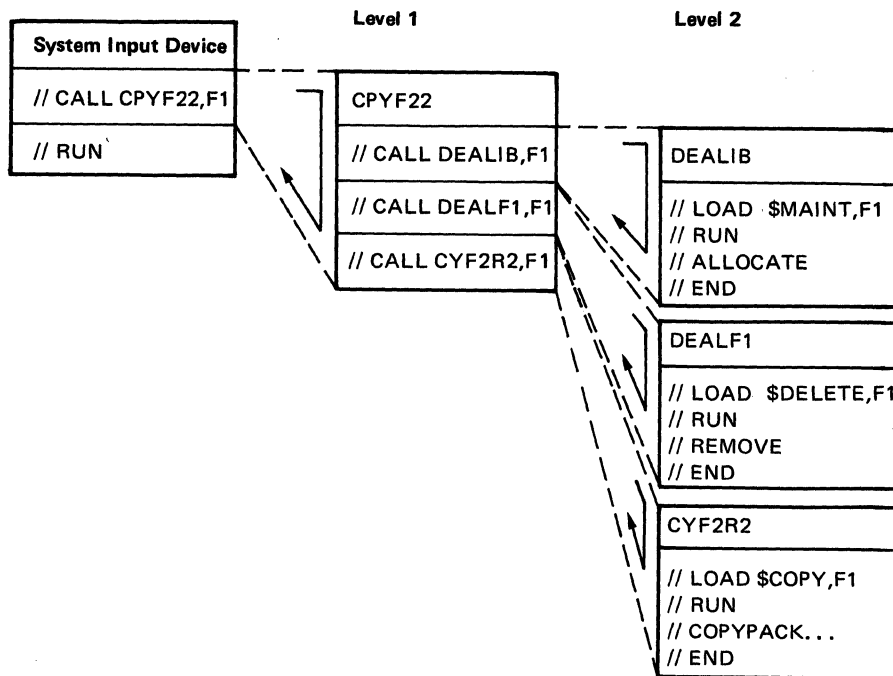 Level 1
Level 2
System Input Device
// CALL CPYF22,F1
// RUN
CPYF22
// CALL DEALIB,F1
// CALL DEALF1,F1
// CALL CYF2R2,F1
DEALIB
// LOAD $MAINT,F1
// RUN
// ALLOCATE
// END
DEALF1
// LOAD $DELETE,F1
// RUN
// REMOVE
// END
CYF2R2
// LOAD $COPY,F1
// RUN
// COPYPACK...
// END